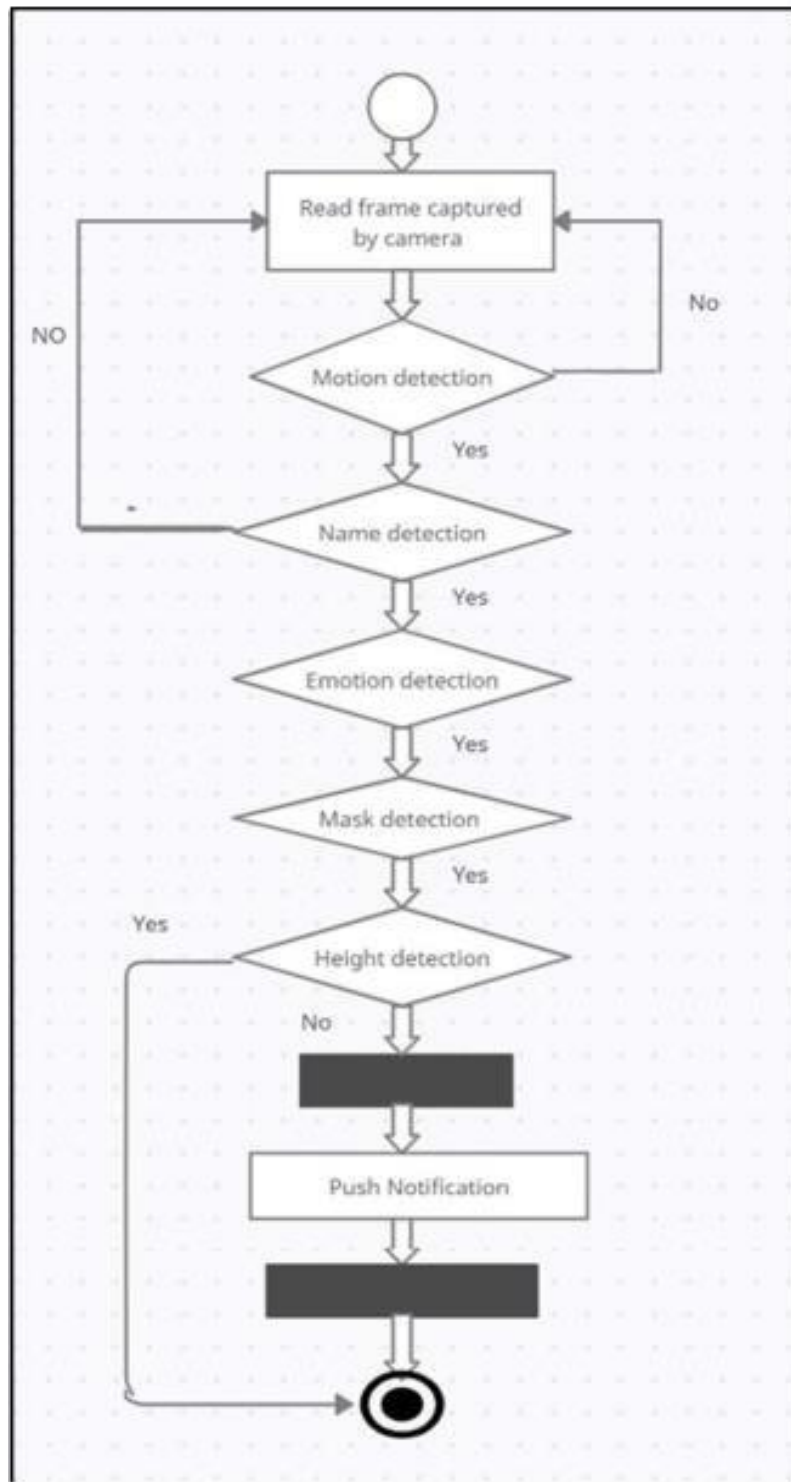 Read frame captured
by camera
No
NO
Motion detection
Yes
Name detection
Yes
Emotion detection
Yes
Mask detection
Yes
Yes
Height detection
No
Push Notification